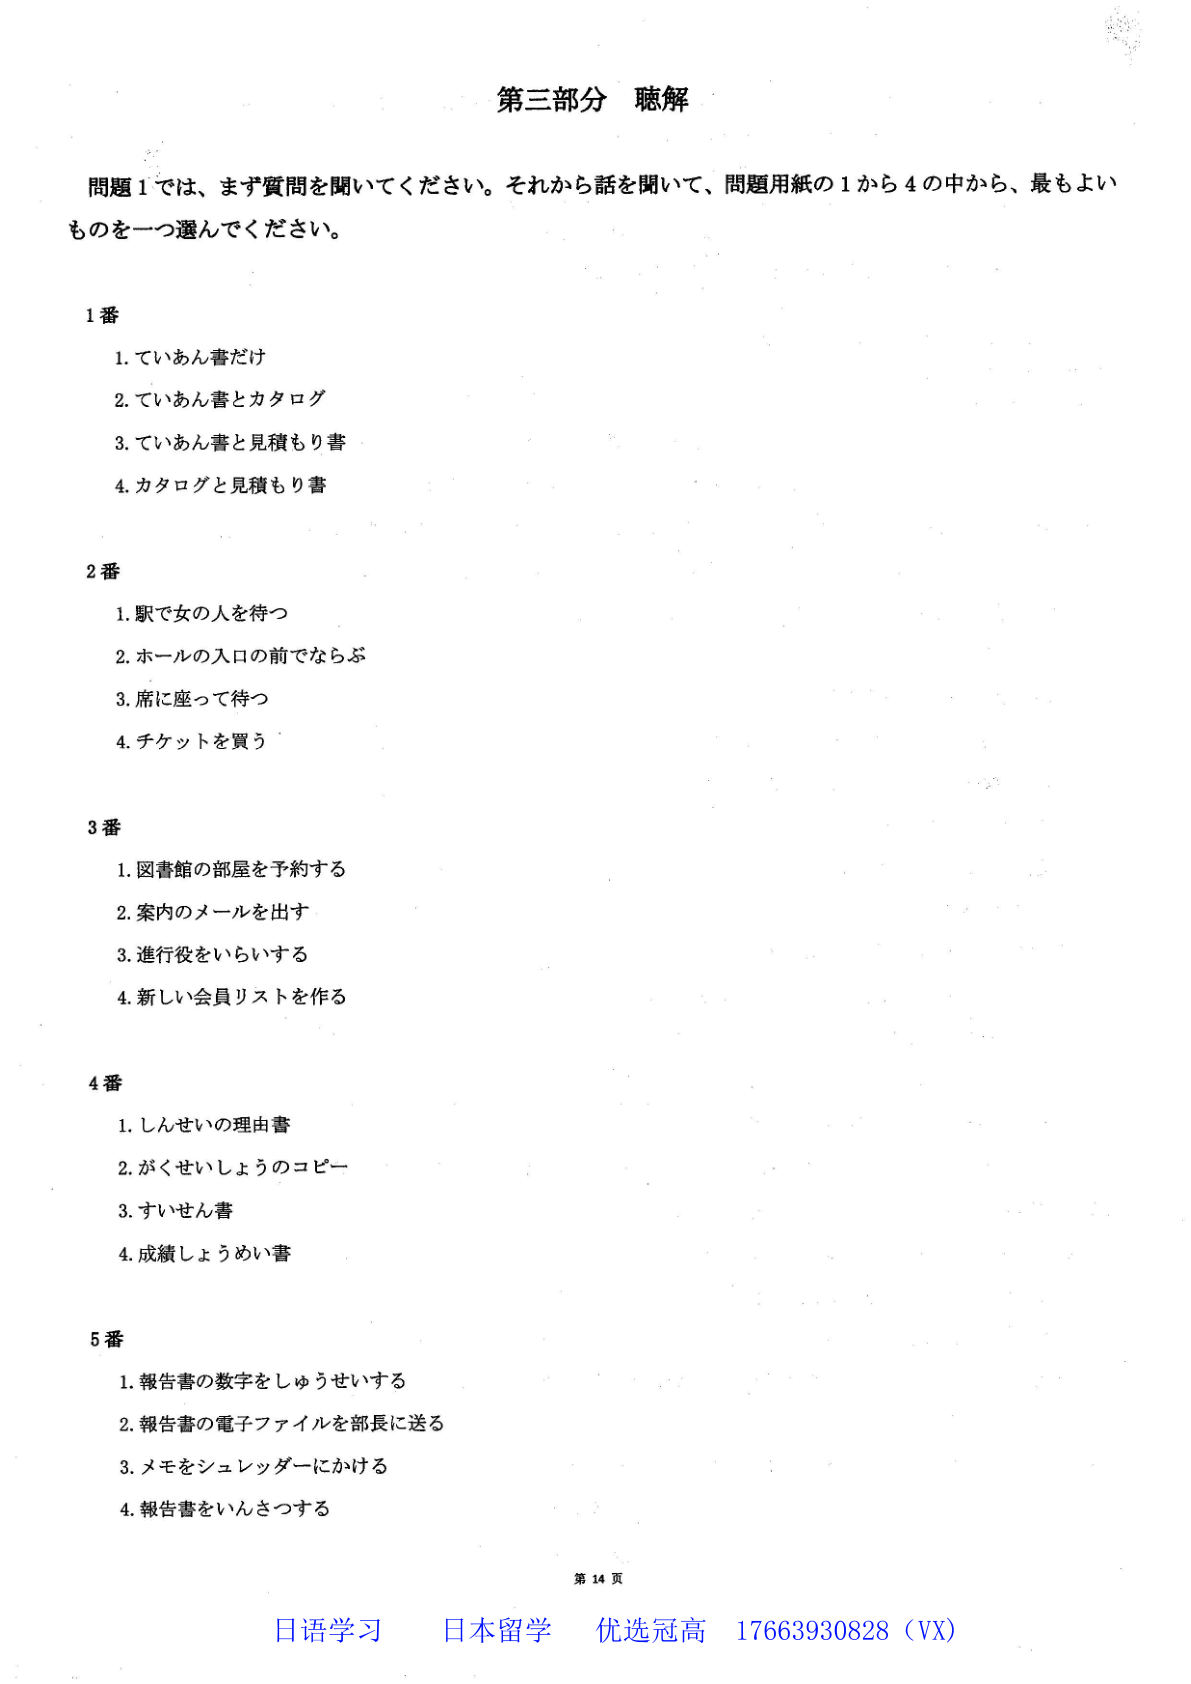 第三部分　聴解
問題1では、まず質問を聞いてください。それから話を聞いて、問題用紙の1から4の中から、最もよい
ものを一つ選んでください。
1番
1. ていあん書だけ
2. ていあん書とカタログ
3. ていあん書と見積もり書
4. カタログと見積もり書
2番
1. 駅で女の人を待つ
2. ホールの入口の前でならぶ
3. 席に座って待つ
4. チケットを買う
3番
1. 図書館の部屋を予約する
2. 案内のメールを出す
3. 進行役をいらいする
4. 新しい会員リストを作る
4番
1. しんせいの理由書
2. がくせいしょうのコピー
3. すいせん書
4. 成績しょうめい書
5番
1. 報告書の数字をしゅうせいする
2. 報告書の電子ファイルを部長に送る
3. メモをシュレッダーにかける
4. 報告書をいんさつする
第 14 页
日语学习　　日本留学　　优选冠高　17663930828（VX)